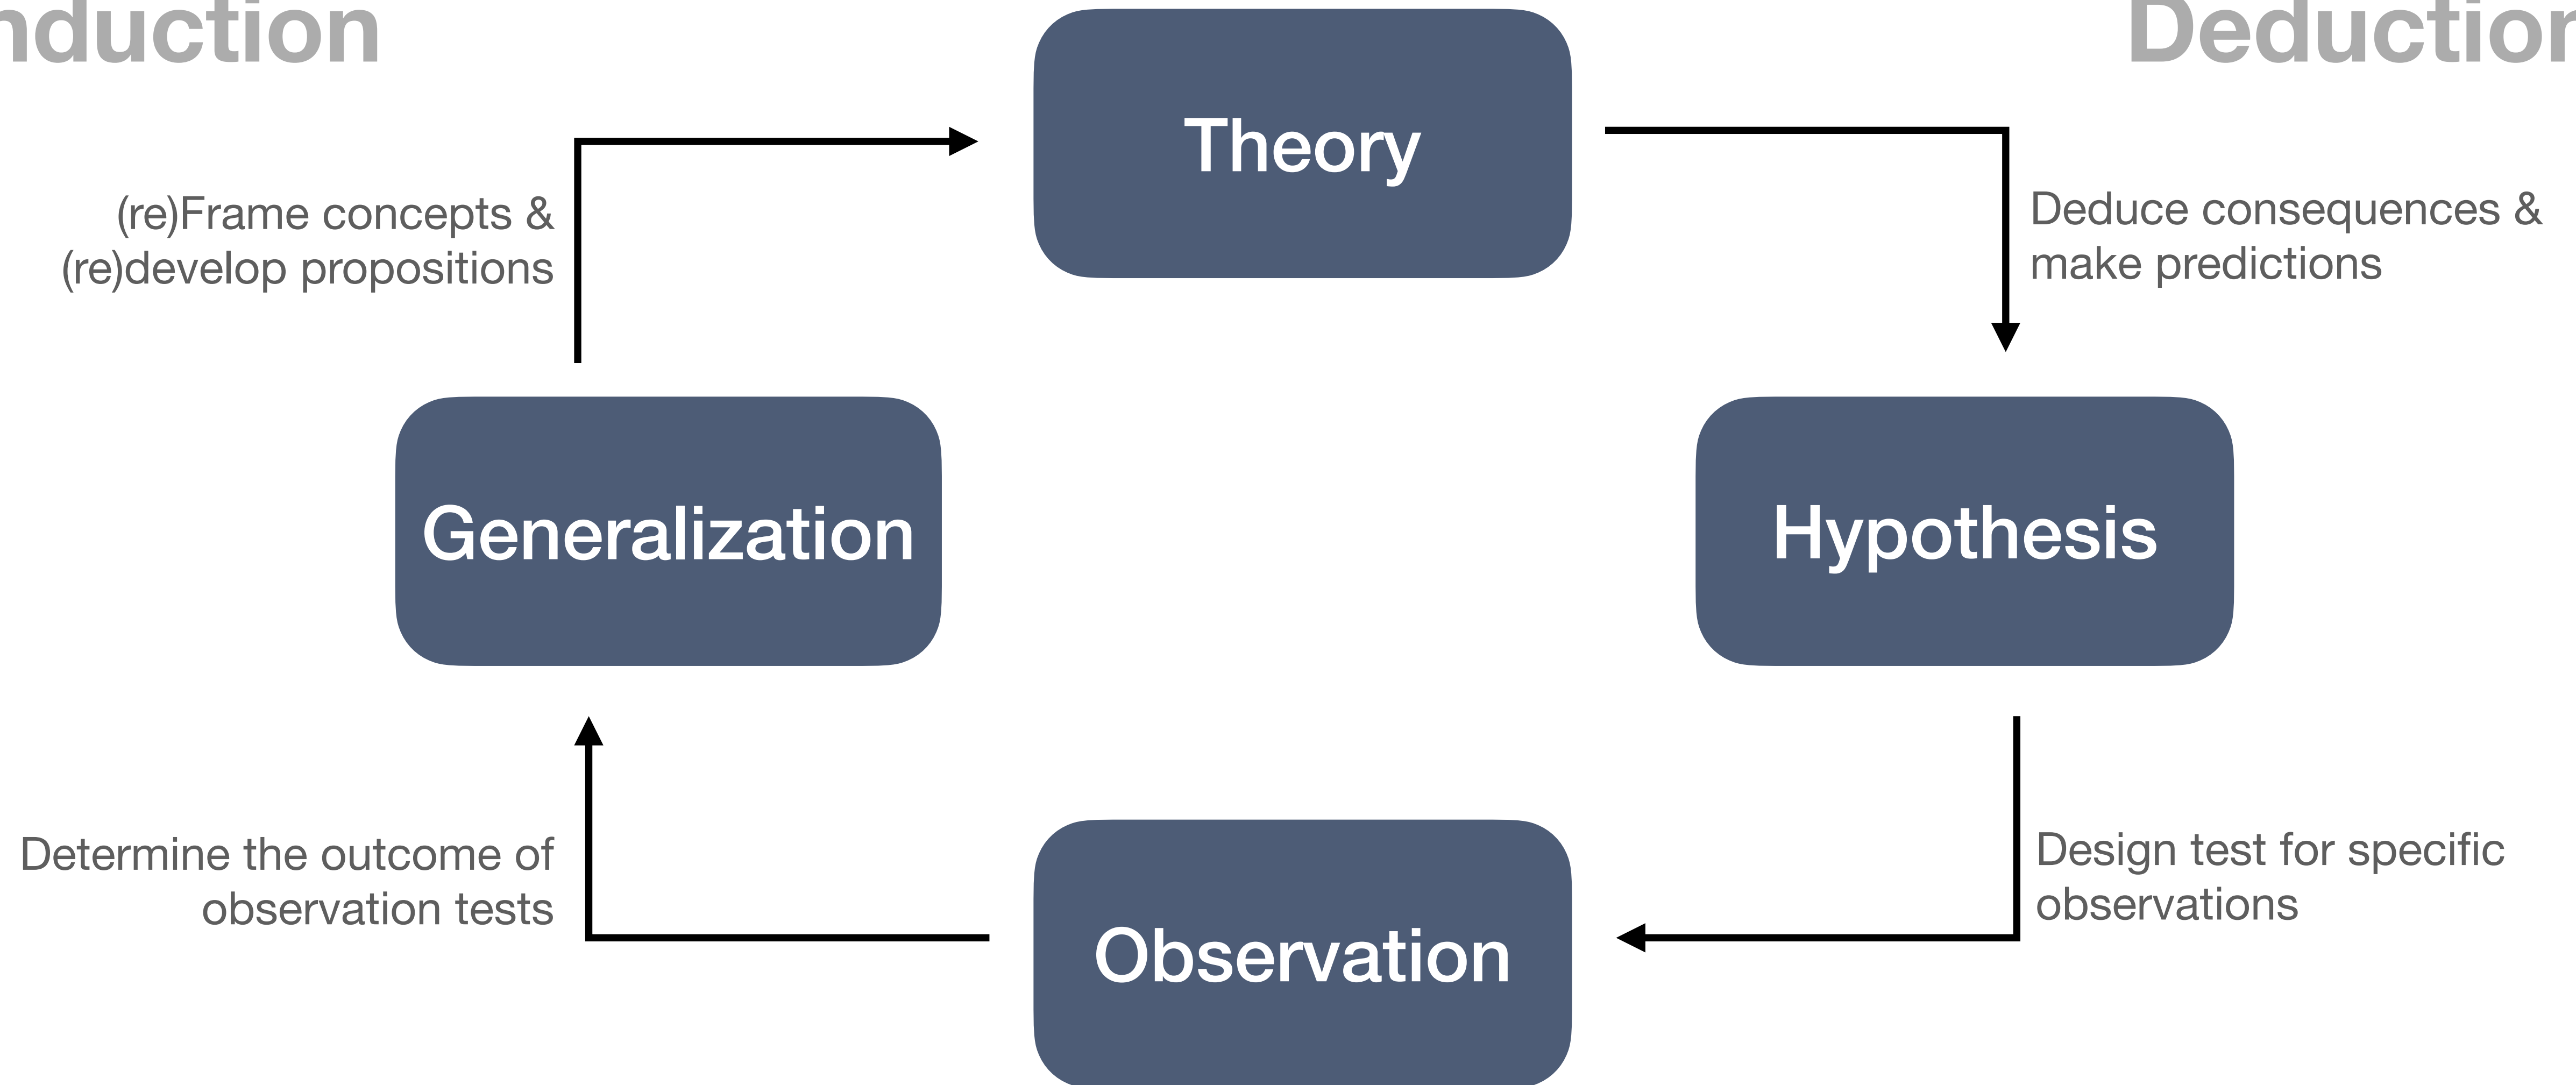 nduction
Deduction
Theory
(re)Frame concepts &
(re)develop propositions
Deduce consequences &
make predictions
Generalization
Hypothesis
Determine the outcome of
observation tests
Design test for specific
observations
Observation